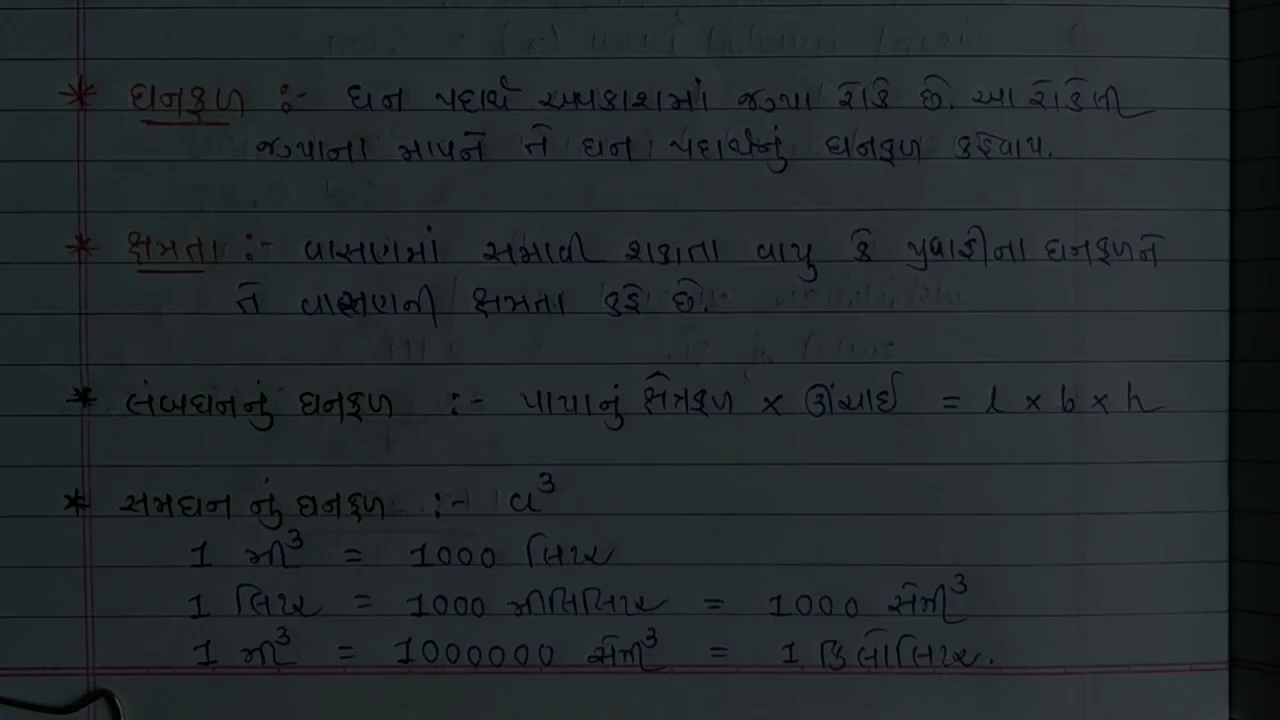 * ઘનફળ :- ઘન પદાર્થ અવકાશમાં જગ્યા રોકે છે. આ રોકેલી
જગ્યાના માપને તે ઘન પદાર્થનું ઘનફળ કહેવાય.
* ક્ષમતા :- વાસણમાં સમાવી શકાતા વાયુ કે પ્રવાહીના ઘનફળને
તે વાસણની ક્ષમતા કહે છે.
* લંબઘનનું ઘનફળ :- પાયાનું ક્ષેત્રફળ × ઊંચાઈ = l × b × h
* સમઘન નું ઘનફળ :- a³
1 મી³ = 1000 લિટર
1 લિટર = 1000 મીલિલિટર = 1000 સેમી³
1 મી³ = 1000000 સેમી³ = 1 કિલોલિટર.